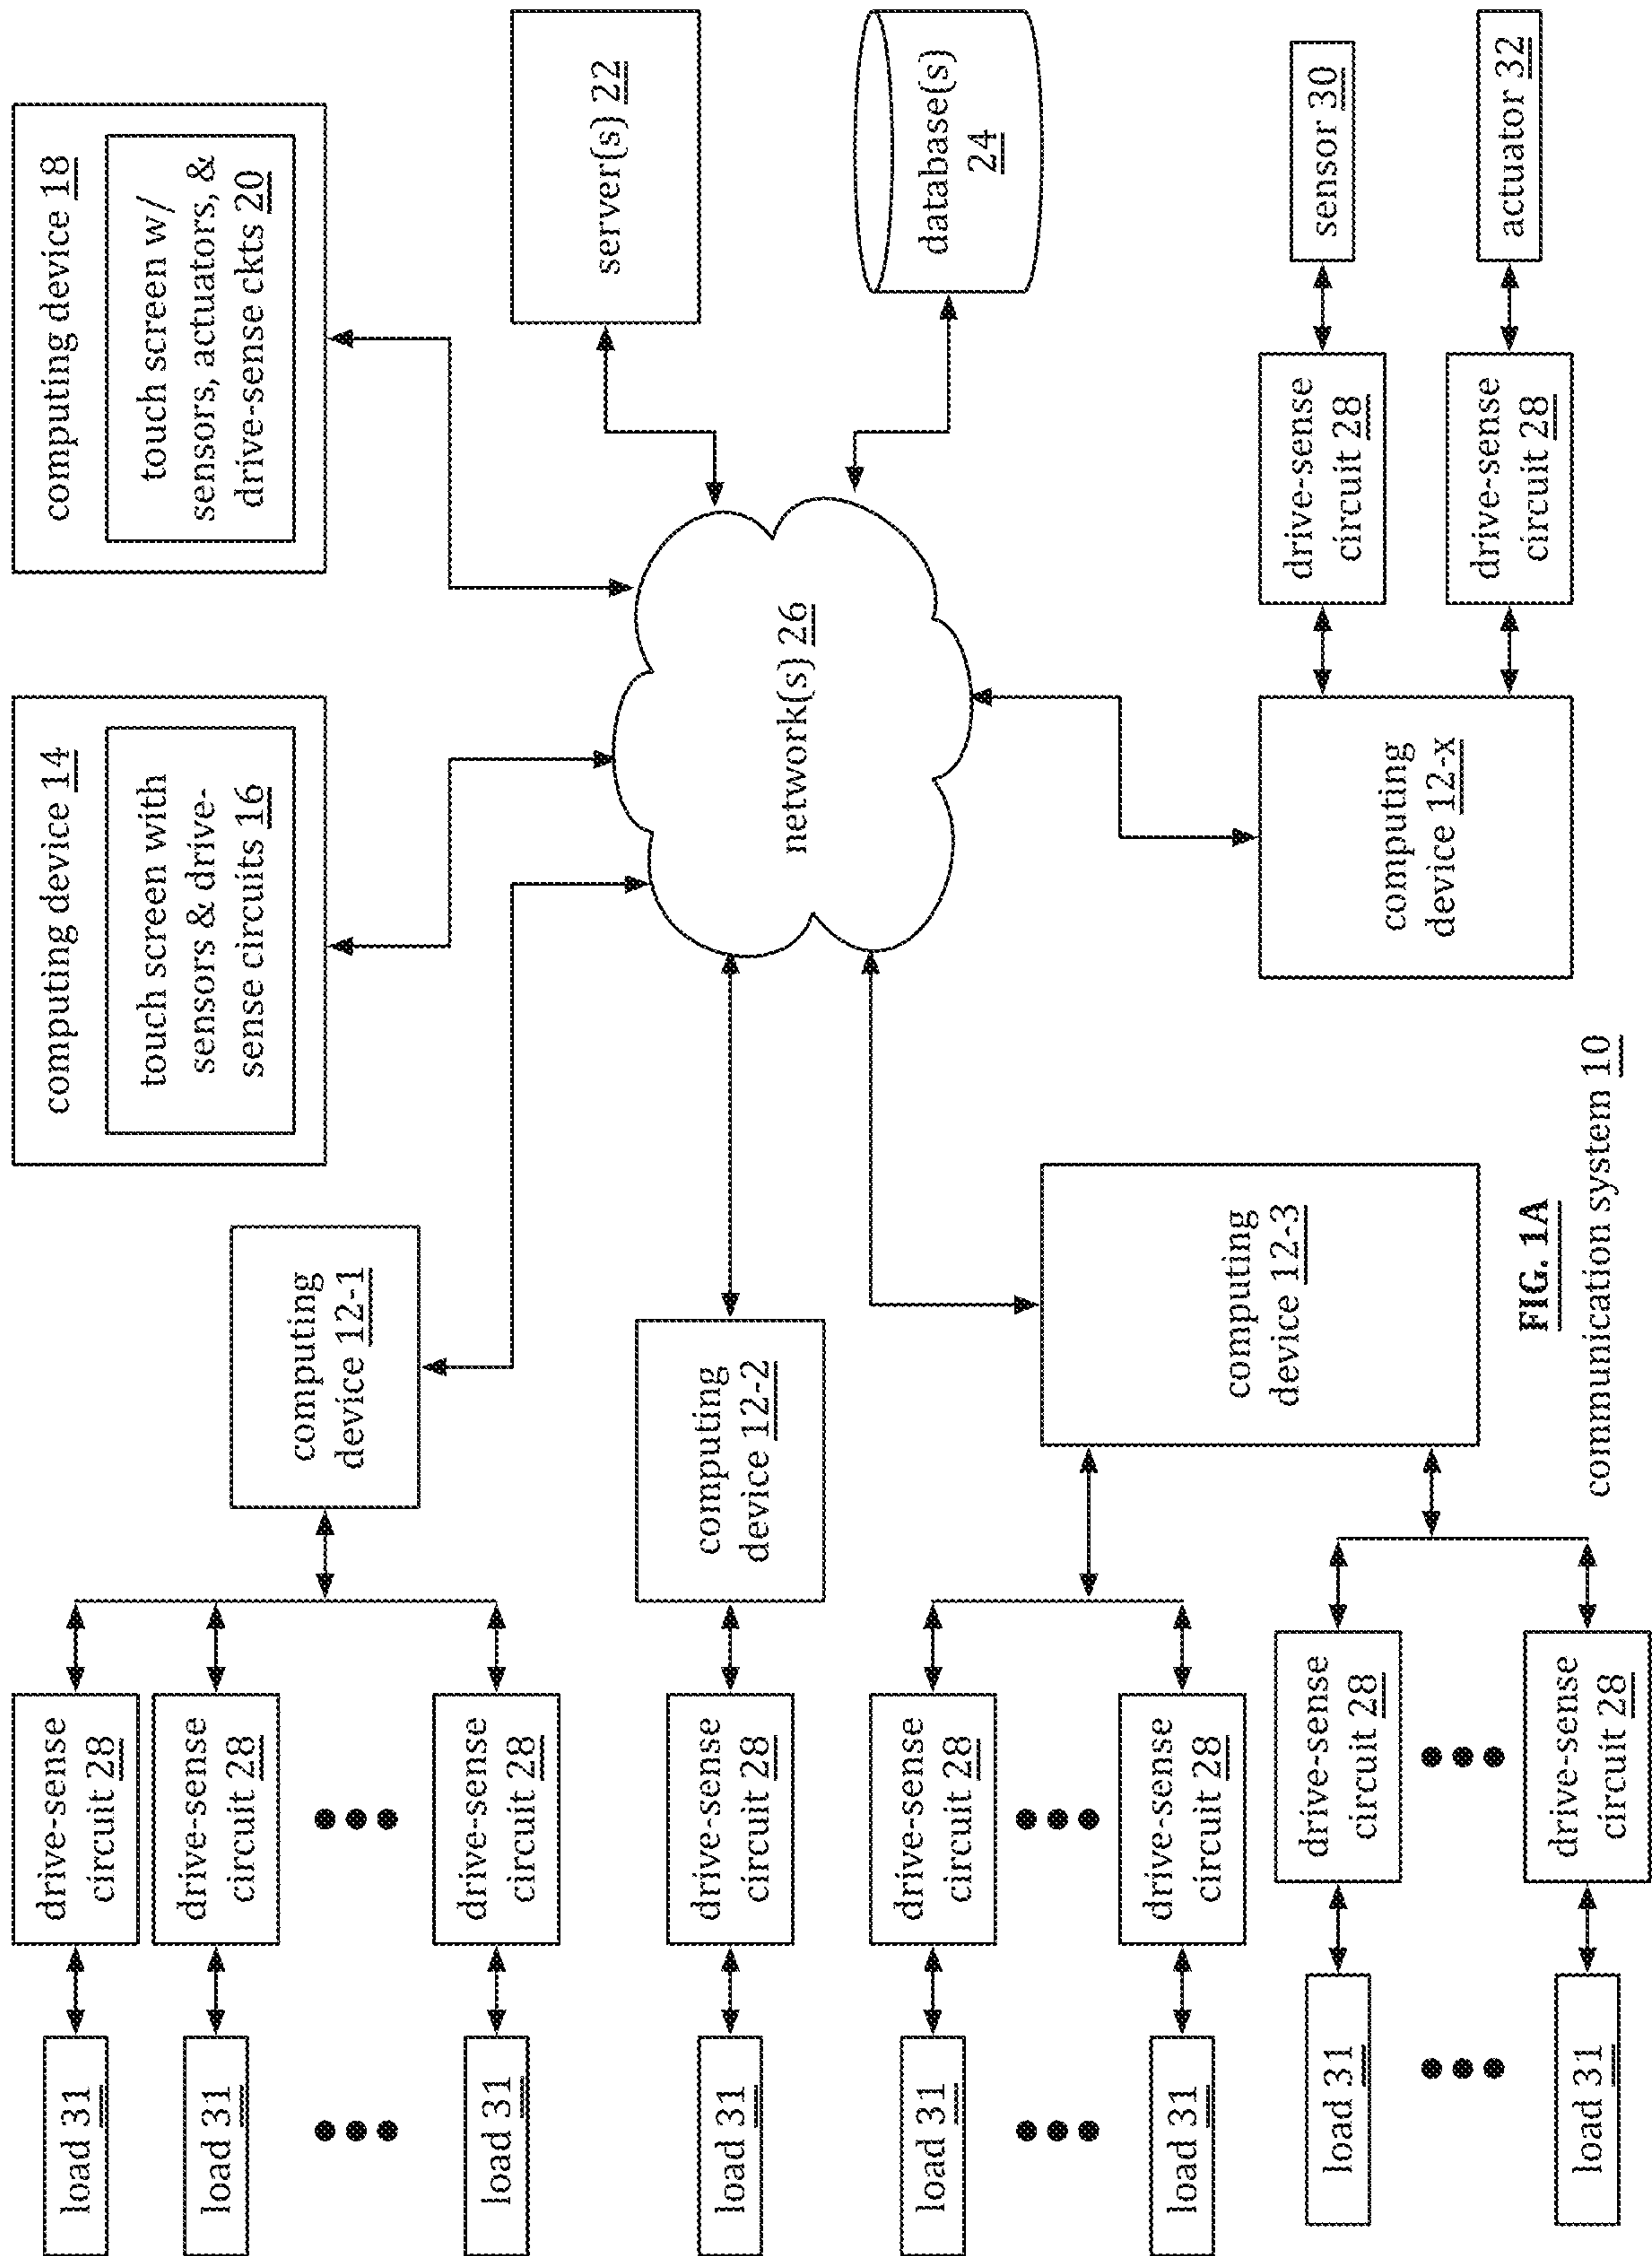 load 31
drive-sense
circuit 28
load 31
drive-sense
circuit 28
load 31
drive-sense
circuit 28
computing
device 12-1
computing device 14
touch screen with
sensors & drive-
sense circuits 16
computing device 18
touch screen w/
sensors, actuators, &
drive-sense ckts 20
load 31
drive-sense
circuit 28
computing
device 12-2
network(s) 26
server(s) 22
database(s)
24
load 31
drive-sense
circuit 28
load 31
drive-sense
circuit 28
load 31
drive-sense
circuit 28
load 31
drive-sense
circuit 28
computing
device 12-3
computing
device 12-x
drive-sense
circuit 28
sensor 30
drive-sense
circuit 28
actuator 32
FIG. 1A
communication system 10